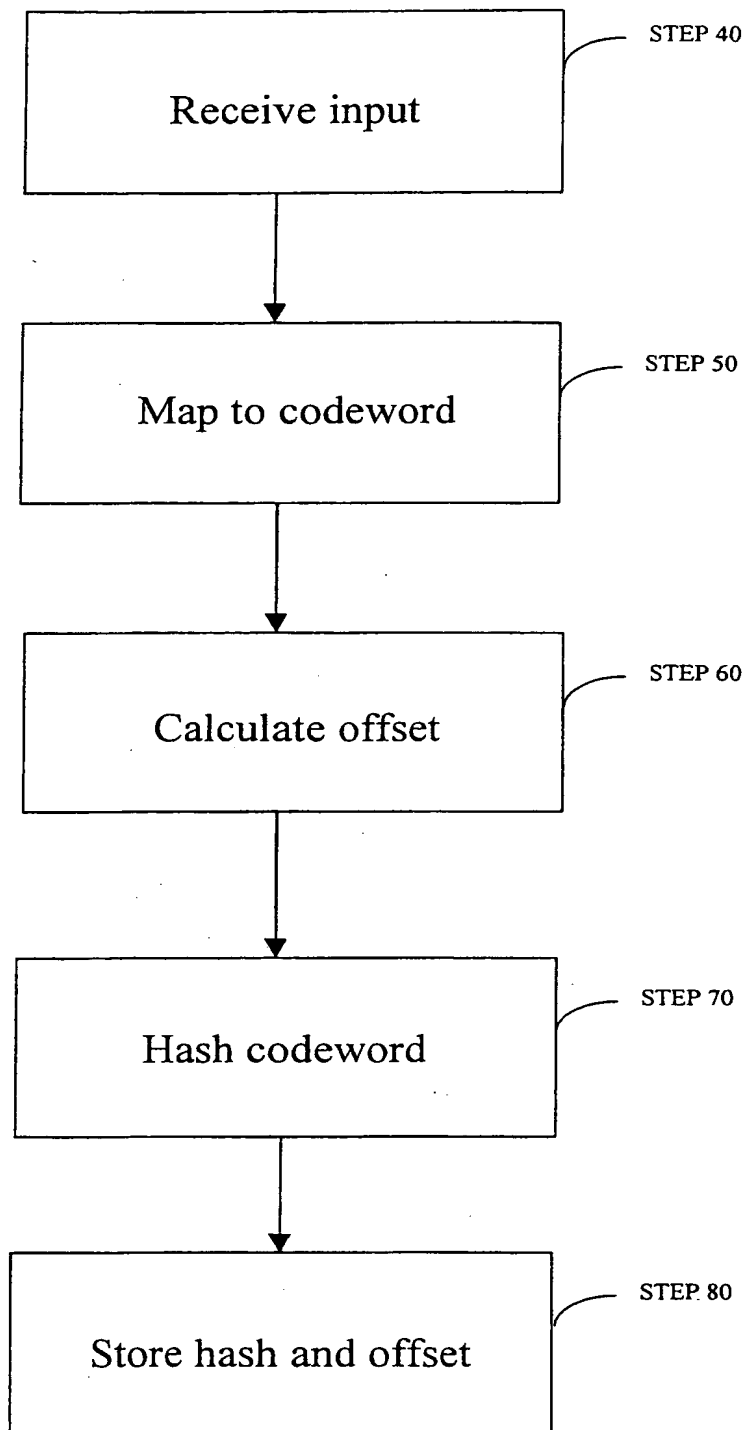 STEP 40
Receive input
STEP 50
Map to codeword
STEP 60
Calculate offset
STEP 70
Hash codeword
STEP 80
Store hash and offset